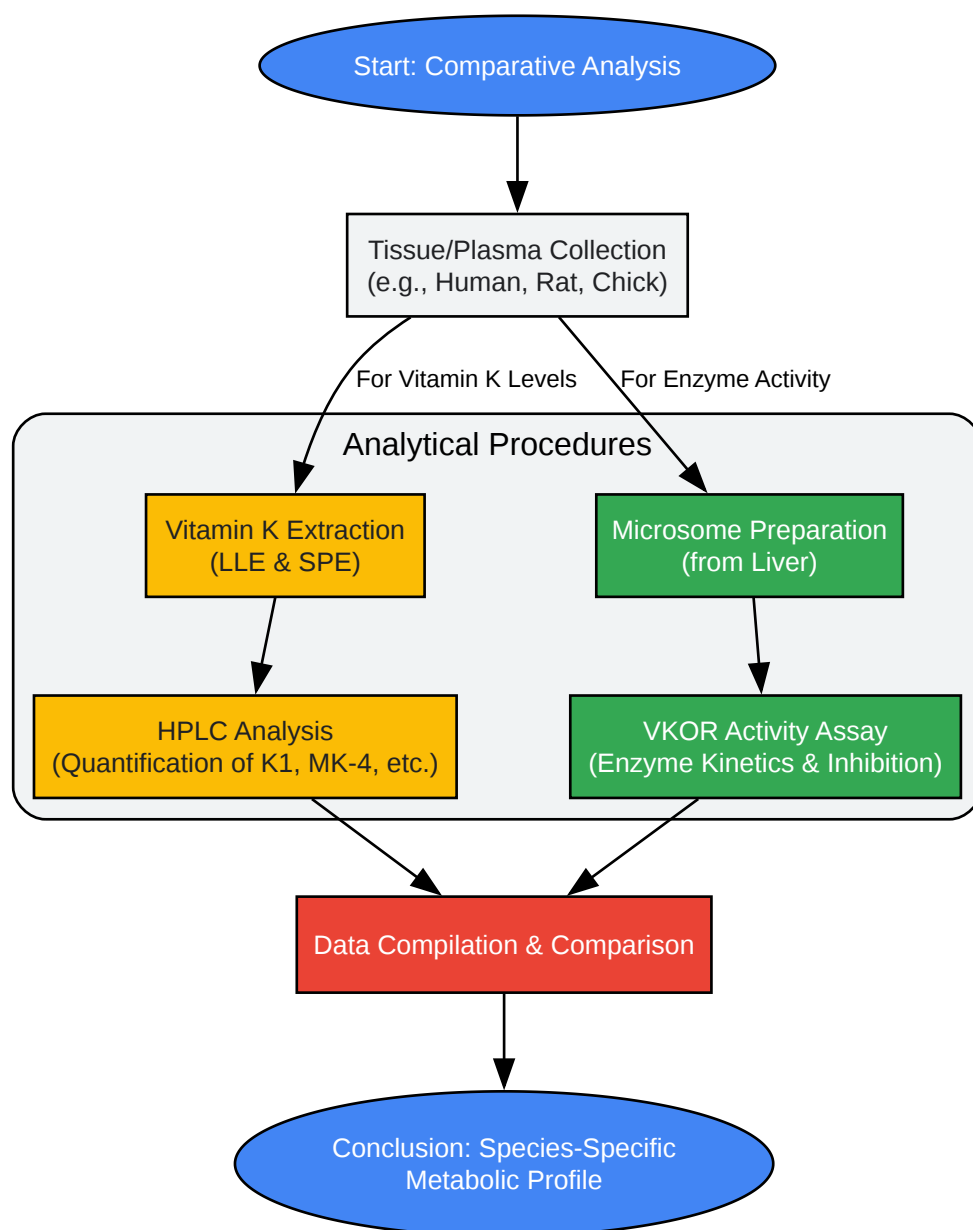 Start: Comparative Analysis
Tissue/Plasma Collection
(e.g., Human, Rat, Chick)
For Vitamin K Levels
For Enzyme Activity
Analytical Procedures
Vitamin K Extraction
(LLE & SPE)
Microsome Preparation
(from Liver)
HPLC Analysis
(Quantification of K1, MK-4, etc.)
VKOR Activity Assay
(Enzyme Kinetics & Inhibition)
Data Compilation & Comparison
Conclusion: Species-Specific
Metabolic Profile